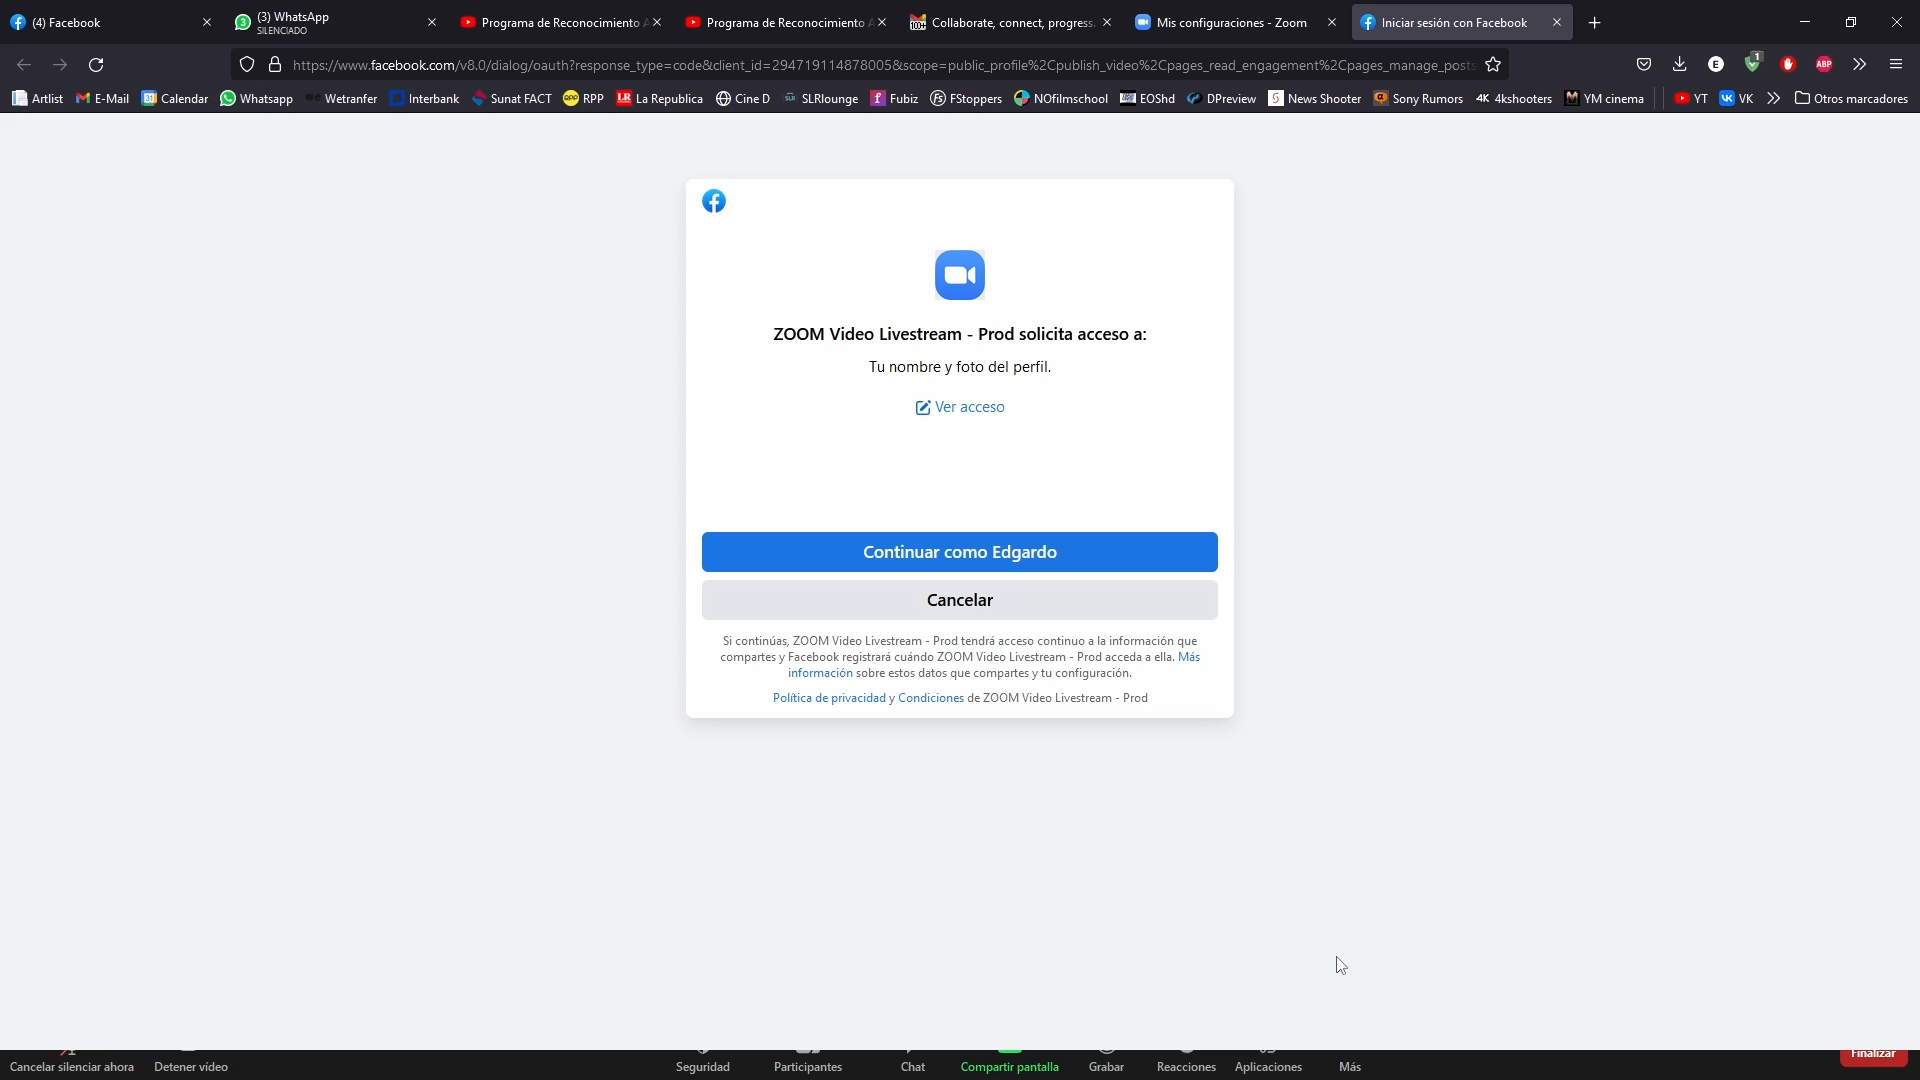 (4) Facebook
(3) WhatsApp
SILENCIADO
Programa de Reconocimiento A
Programa de Reconocimiento A
Collaborate, connect, progress.
Mis configuraciones - Zoom
Iniciar sesión con Facebook
https://www.facebook.com/v8.0/dialog/oauth?response_type=code&client_id=294719114878005&scope=public_profile%2Cpublish_video%2Cpages_read_engagement%2Cpages_manage_posts
Artlist
E-Mail
Calendar
Whatsapp
Wetranfer
Interbank
Sunat FACT
RPP
La Republica
Cine D
SLRlounge
Fubiz
FStoppers
NOfilmschool
EOShd
DPreview
News Shooter
Sony Rumors
4K 4kshooters
YM cinema
YT
VK
Otros marcadores
ZOOM Video Livestream - Prod solicita acceso a:
Tu nombre y foto del perfil.
Ver acceso
Continuar como Edgardo
Cancelar
Si continúas, ZOOM Video Livestream - Prod tendrá acceso continuo a la información que
compartes y Facebook registrará cuándo ZOOM Video Livestream - Prod acceda a ella. Más
información sobre estos datos que compartes y tu configuración.
Política de privacidad y Condiciones de ZOOM Video Livestream - Prod
Cancelar silenciar ahora
Detener vídeo
Seguridad
Participantes
Chat
Compartir pantalla
Grabar
Reacciones
Aplicaciones
Más
Finalizar